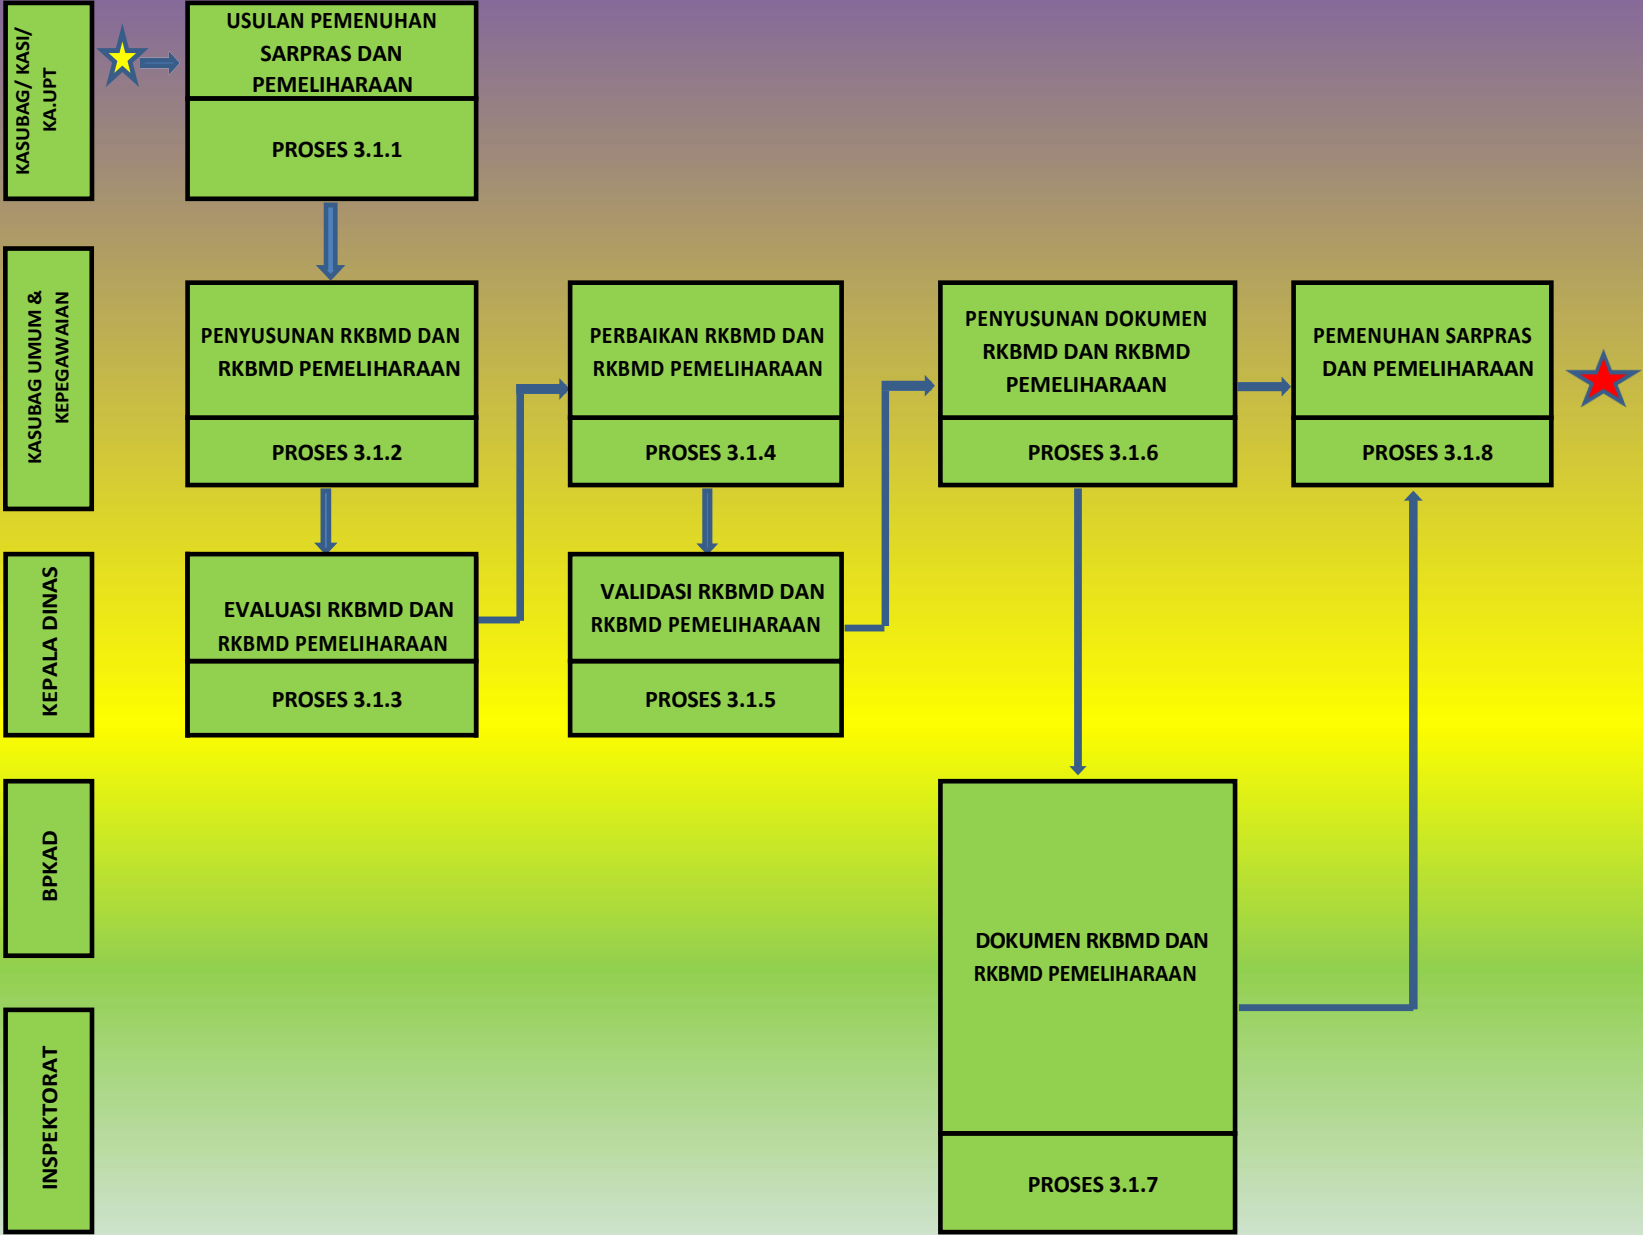 KASUBAG/ KASI/
KA.UPT
USULAN PEMENUHAN
SARPRAS DAN
PEMELIHARAAN
PROSES 3.1.1
KASUBAG UMUM &
KEPEGAWAIAN
PENYUSUNAN RKBMD DAN
RKBMD PEMELIHARAAN
PROSES 3.1.2
PERBAIKAN RKBMD DAN
RKBMD PEMELIHARAAN
PROSES 3.1.4
PENYUSUNAN DOKUMEN
RKBMD DAN RKBMD
PEMELIHARAAN
PROSES 3.1.6
PEMENUHAN SARPRAS
DAN PEMELIHARAAN
PROSES 3.1.8
KEPALA DINAS
EVALUASI RKBMD DAN
RKBMD PEMELIHARAAN
PROSES 3.1.3
VALIDASI RKBMD DAN
RKBMD PEMELIHARAAN
PROSES 3.1.5
BPKAD
DOKUMEN RKBMD DAN
RKBMD PEMELIHARAAN
INSPEKTORAT
PROSES 3.1.7